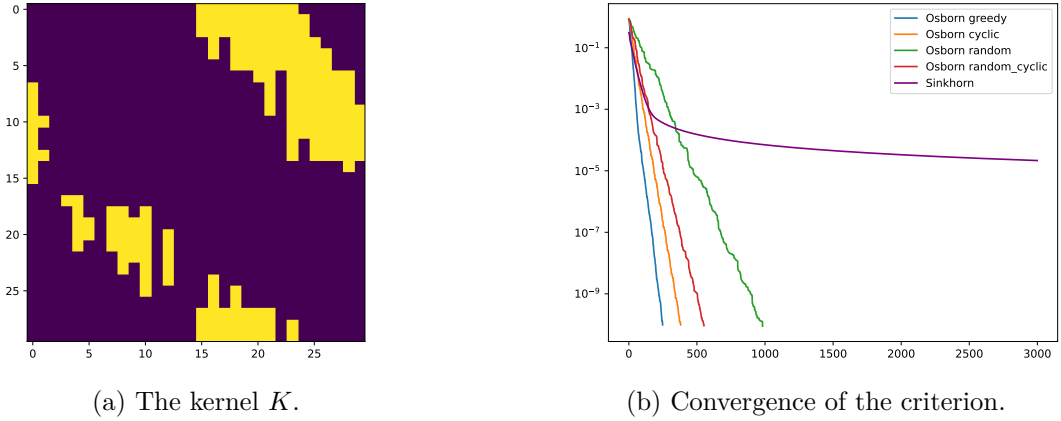 0
5
10
15
20
25
0 5 10 15 20 25
(a) The kernel K.
10⁻¹
10⁻³
10⁻⁵
10⁻⁷
10⁻⁹
Osborn greedy
Osborn cyclic
Osborn random
Osborn random_cyclic
Sinkhorn
0 500 1000 1500 2000 2500 3000
(b) Convergence of the criterion.